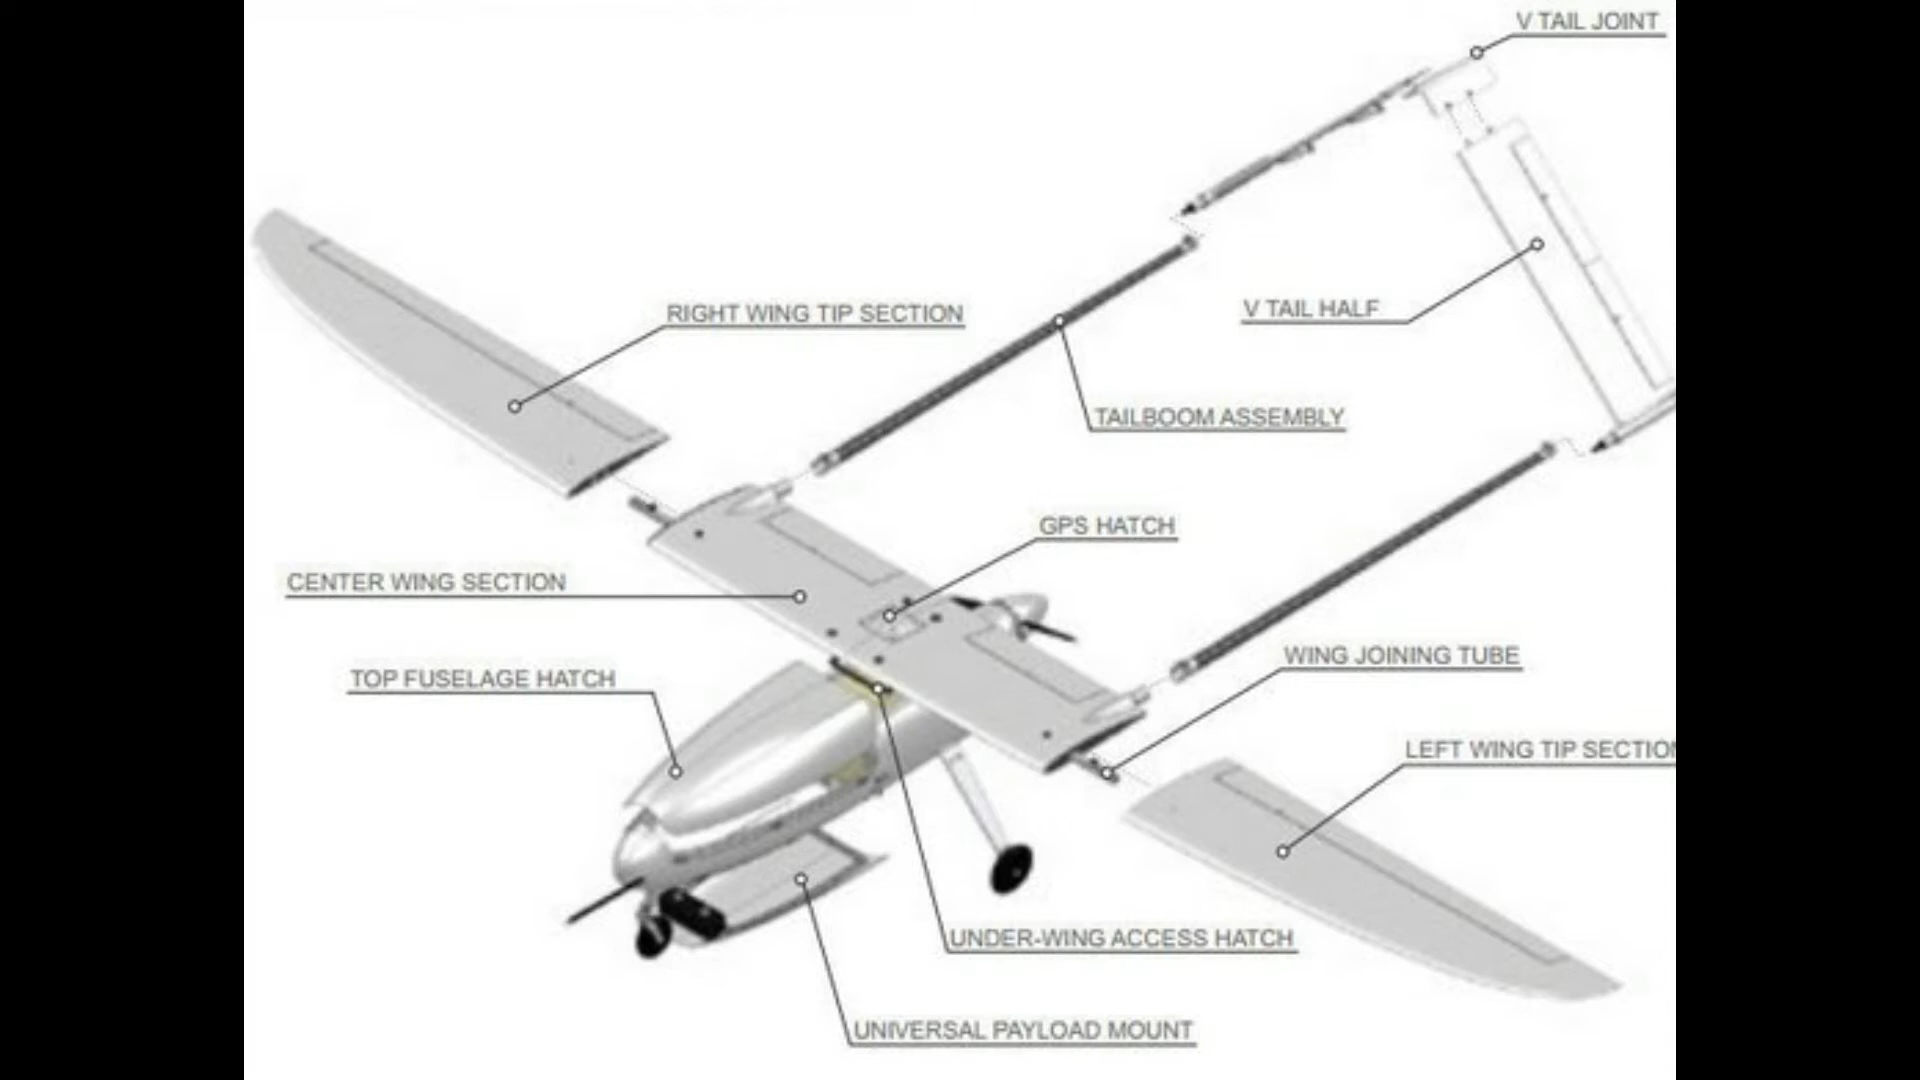 V TAIL JOINT
RIGHT WING TIP SECTION
V TAIL HALF
TAILBOOM ASSEMBLY
GPS HATCH
CENTER WING SECTION
WING JOINING TUBE
TOP FUSELAGE HATCH
LEFT WING TIP SECTION
UNDER-WING ACCESS HATCH
UNIVERSAL PAYLOAD MOUNT